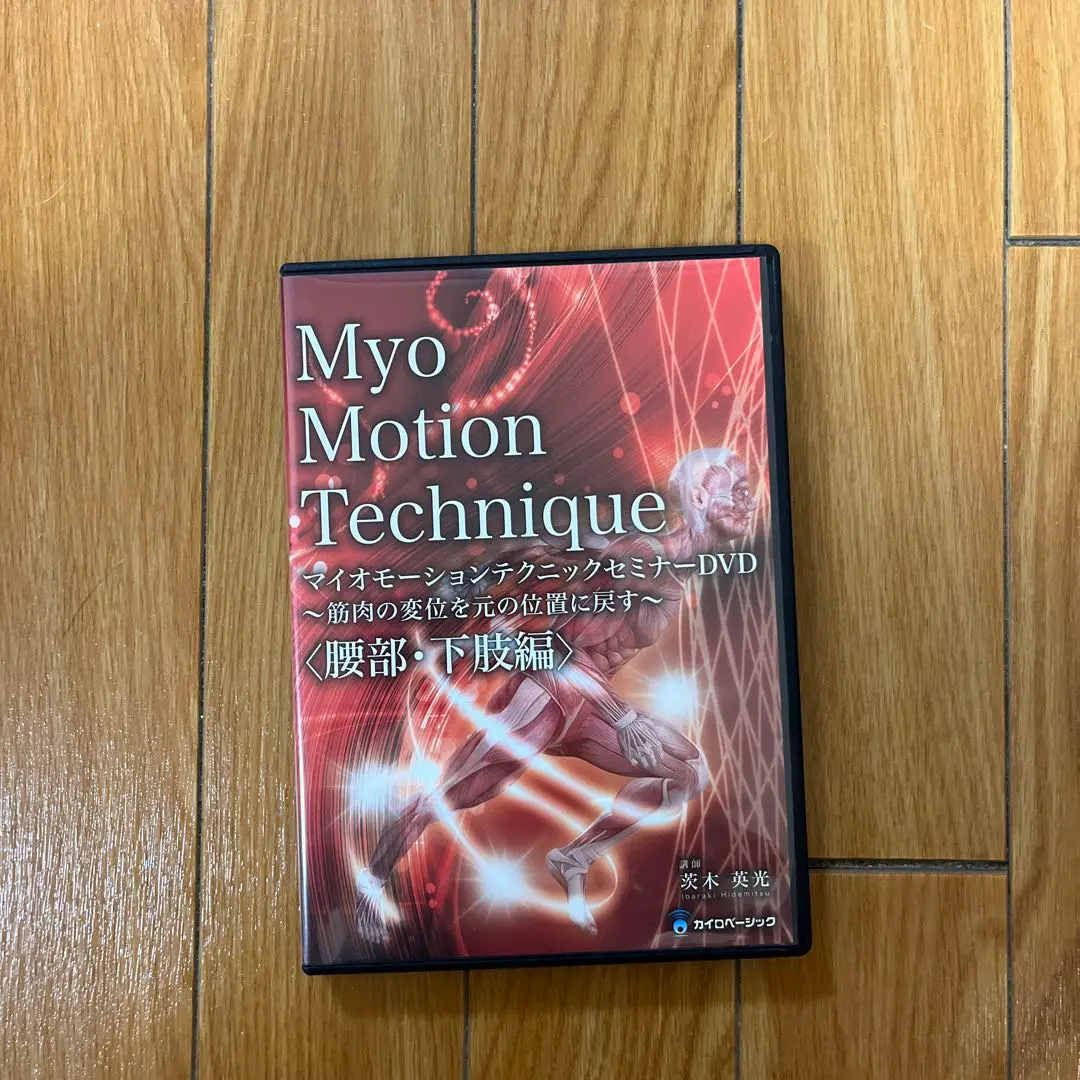 Myo
Motion
Technique
マイオモーションテクニックセミナーDVD
～筋肉の変位を元の位置に戻す～
〈腰部・下肢編〉
講師
茨木 英光
Ibaraki Hidemitsu
カイロベーシック